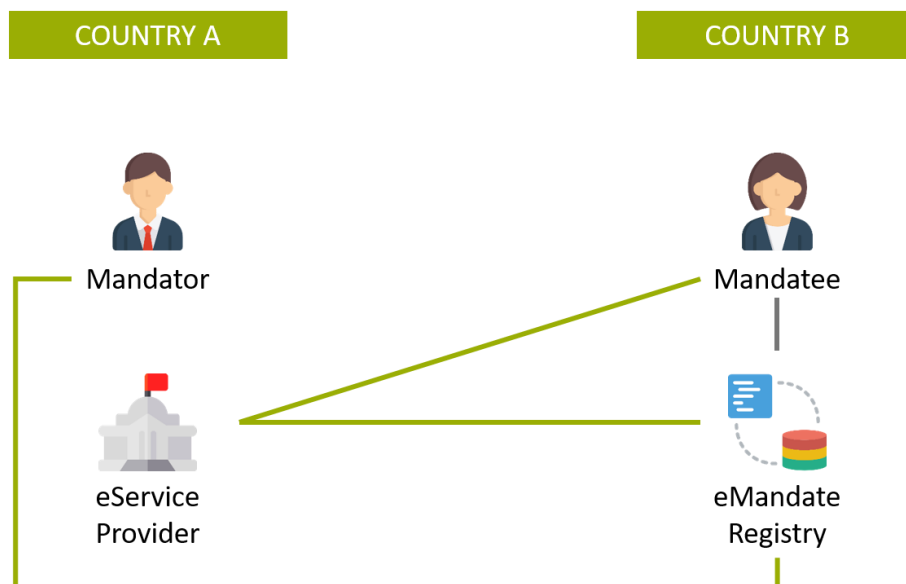 COUNTRY A
COUNTRY B
Mandator
Mandatee
eService
Provider
eMandate
Registry